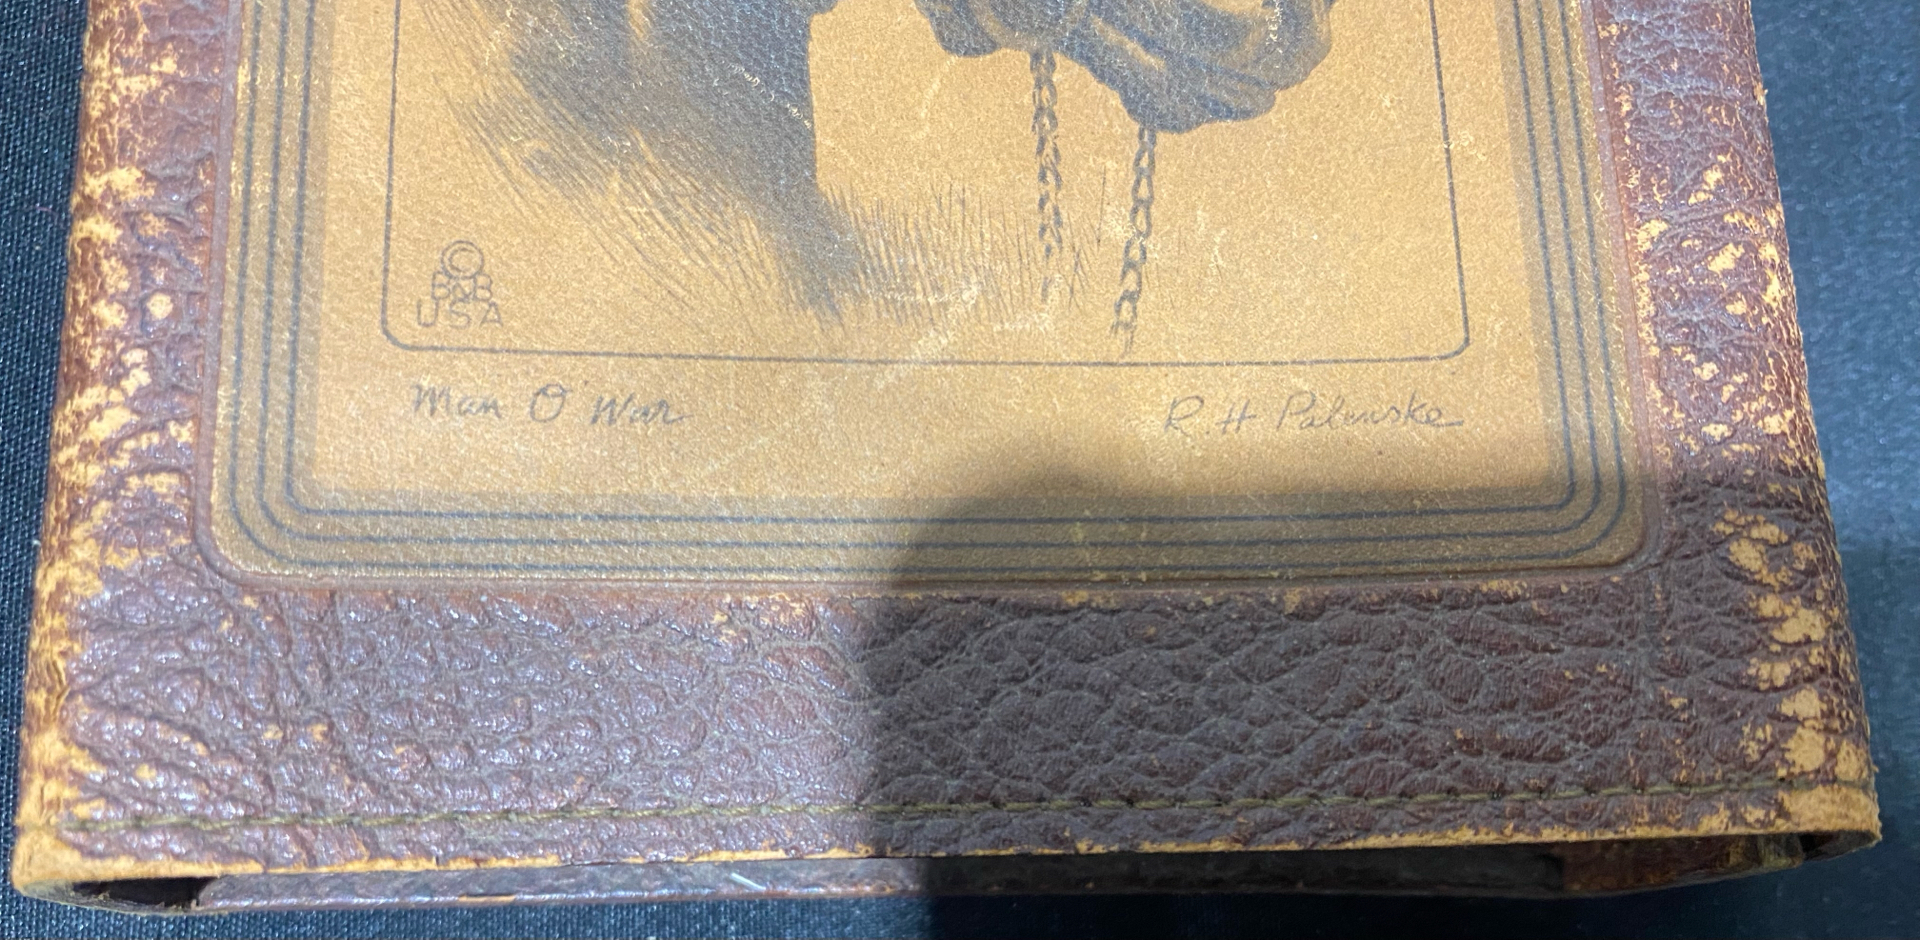 ©
B&B
USA
Man O' War
R. H Palenske